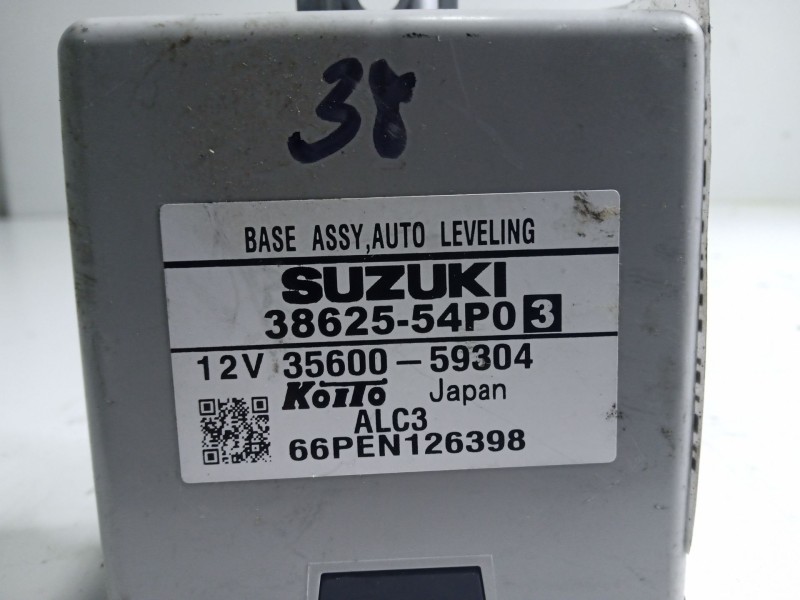 38
BASE ASSY,AUTO LEVELING
SUZUKI
38625-54P0 3
12V 35600-59304
KOITO Japan
ALC3
66PEN126398